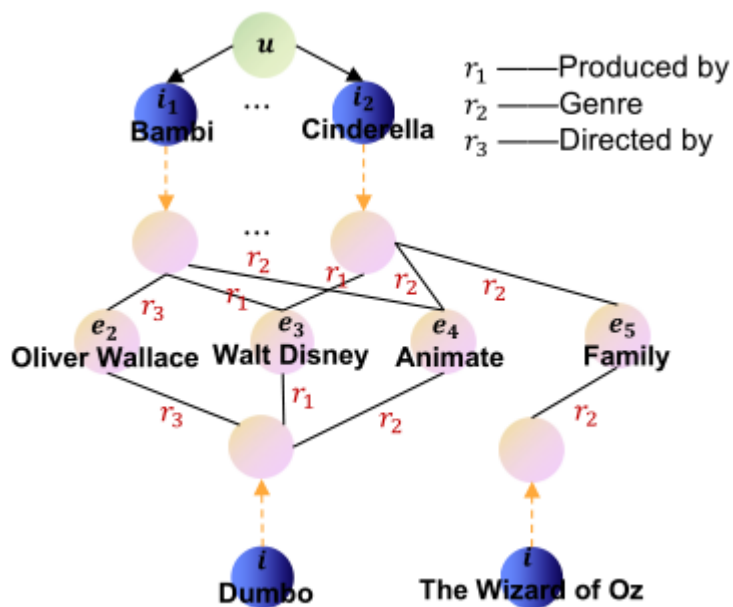 u
i₁
Bambi
...
i₂
Cinderella
r₁ ——Produced by
r₂ ——Genre
r₃ ——Directed by
...
r₂
r₁
r₂
r₂
r₃
r₁
e₂
Oliver Wallace
e₃
Walt Disney
e₄
Animate
e₅
Family
r₃
r₁
r₂
r₂
i
Dumbo
i
The Wizard of Oz